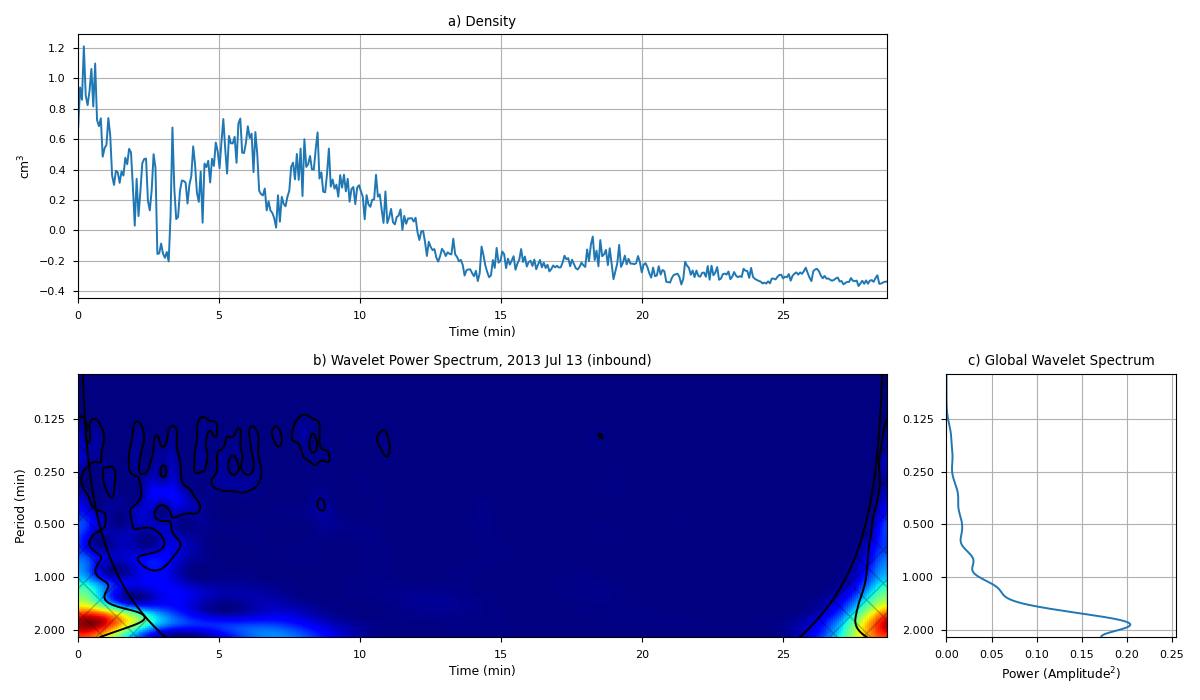 a) Density
1.2
1.0
0.8
0.6
0.4
0.2
0.0
−0.2
−0.4
cm³
0 5 10 15 20 25
Time (min)
b) Wavelet Power Spectrum, 2013 Jul 13 (inbound)
0.125
0.250
0.500
1.000
2.000
Period (min)
0 5 10 15 20 25
Time (min)
c) Global Wavelet Spectrum
0.125
0.250
0.500
1.000
2.000
0.00 0.05 0.10 0.15 0.20 0.25
Power (Amplitude²)